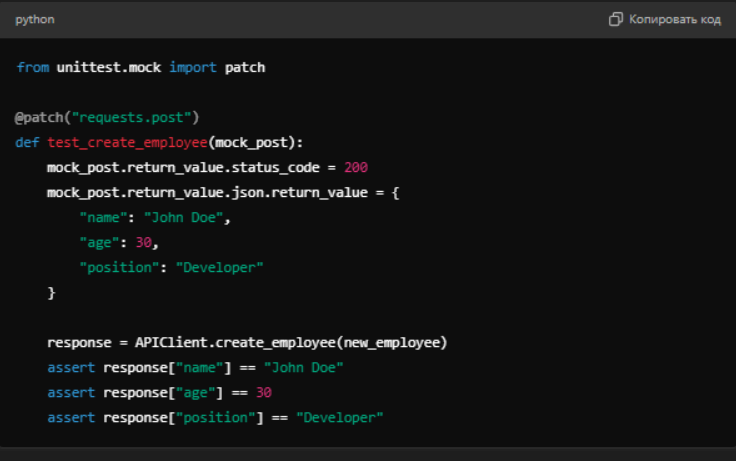 python
Копировать код
from unittest.mock import patch
@patch("requests.post")
def test_create_employee(mock_post):
    mock_post.return_value.status_code = 200
    mock_post.return_value.json.return_value = {
        "name": "John Doe",
        "age": 30,
        "position": "Developer"
    }
    response = APIClient.create_employee(new_employee)
    assert response["name"] == "John Doe"
    assert response["age"] == 30
    assert response["position"] == "Developer"